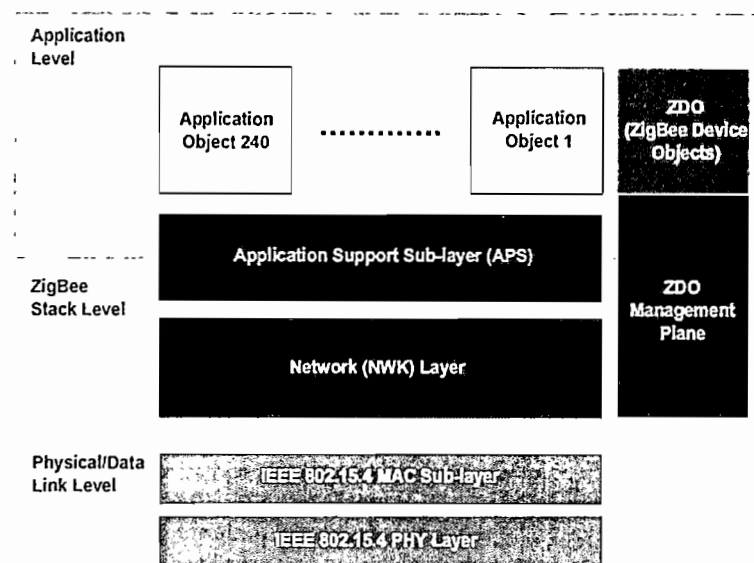 Application
Level
Application
Object 240
Application
Object 1
ZDO
(ZigBee Device
Objects)
Application Support Sub-layer (APS)
ZigBee
Stack Level
ZDO
Management
Plane
Network (NWK) Layer
Physical/Data
Link Level
IEEE 802.15.4 MAC Sub-layer
IEEE 802.15.4 PHY Layer